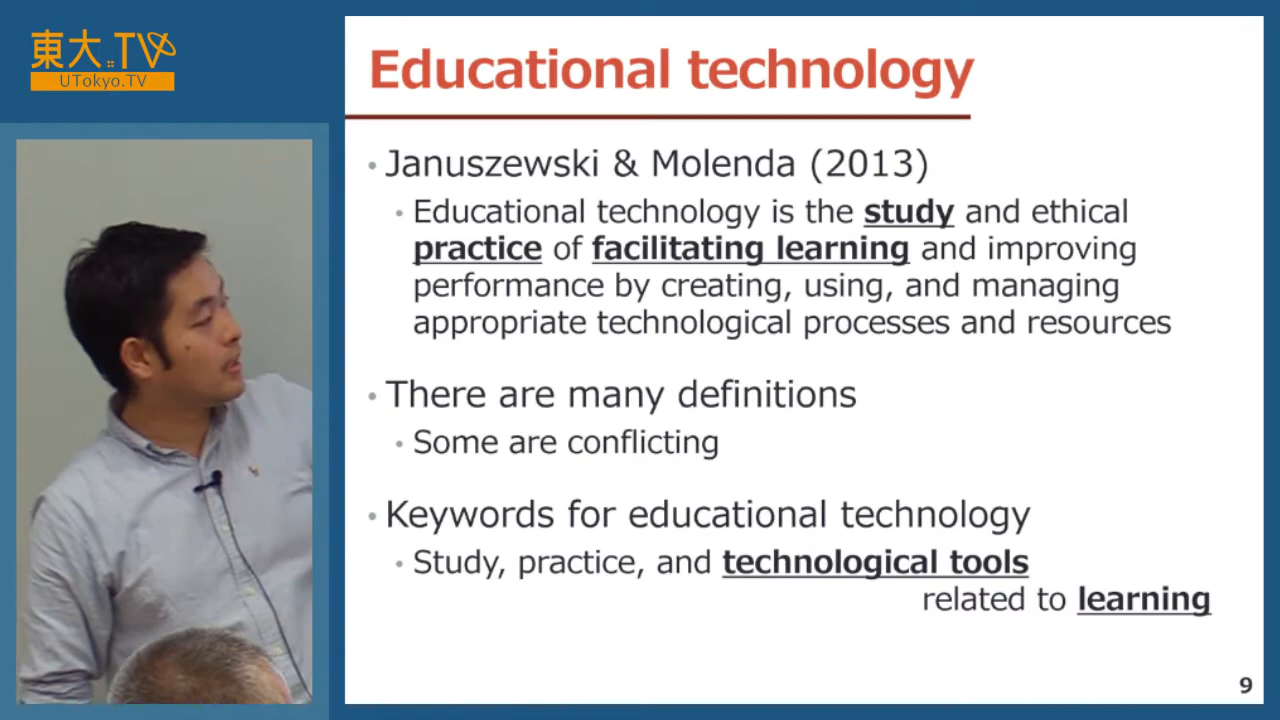 東大.TV
UTokyo.TV
Educational technology
• Januszewski & Molenda (2013)
• Educational technology is the study and ethical
practice of facilitating learning and improving
performance by creating, using, and managing
appropriate technological processes and resources
• There are many definitions
• Some are conflicting
• Keywords for educational technology
• Study, practice, and technological tools
related to learning
9